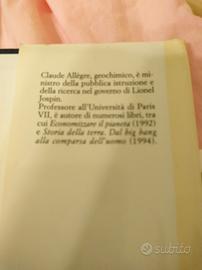 Claude Allègre, geochimico, è mi-
nistro della pubblica istruzione e
della ricerca nel governo di Lionel
Jospin.
Professore all'Università di Paris
VII, è autore di numerosi libri, tra
cui Economizzare il pianeta (1992)
e Storia della terra. Dal big bang
alla comparsa dell'uomo (1994).
subito